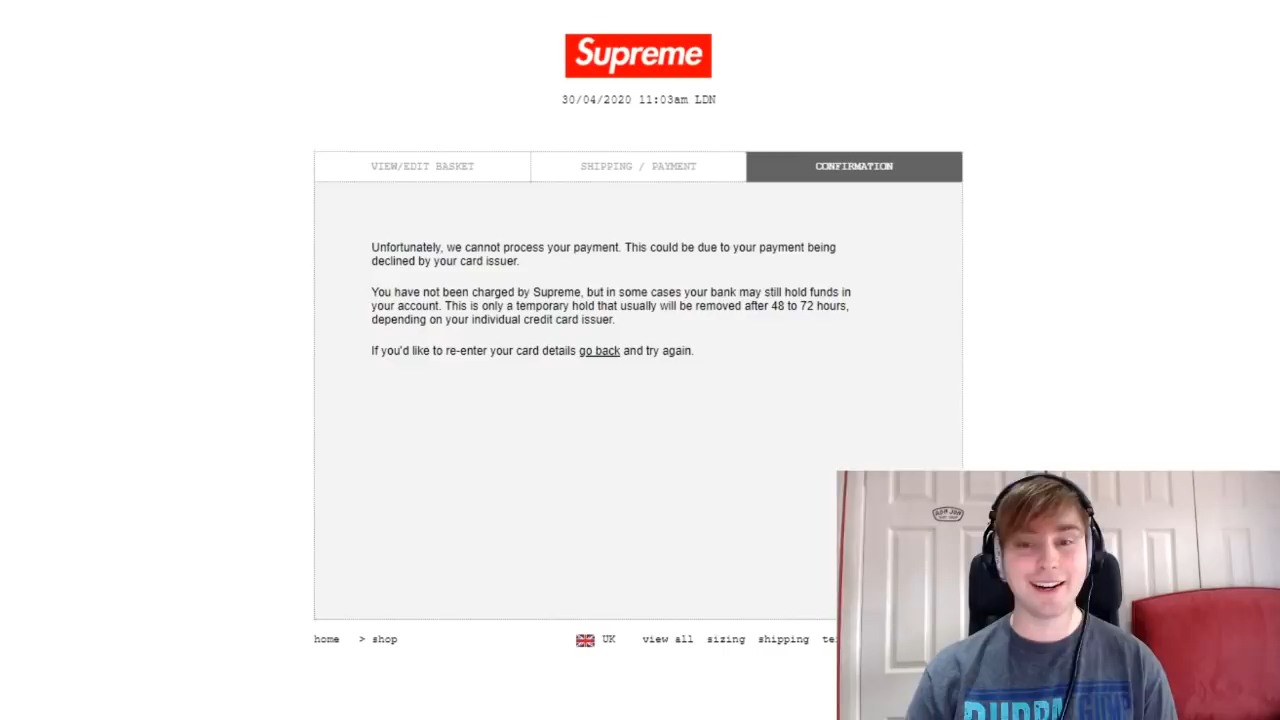 Supreme
30/04/2020 11:03am LDN
VIEW/EDIT BASKET
SHIPPING / PAYMENT
CONFIRMATION
Unfortunately, we cannot process your payment. This could be due to your payment being
declined by your card issuer.
You have not been charged by Supreme, but in some cases your bank may still hold funds in
your account. This is only a temporary hold that usually will be removed after 48 to 72 hours,
depending on your individual credit card issuer.
If you'd like to re-enter your card details go back and try again.
home > shop
UK view all sizing shipping
RON JON
BUBBA GUMP